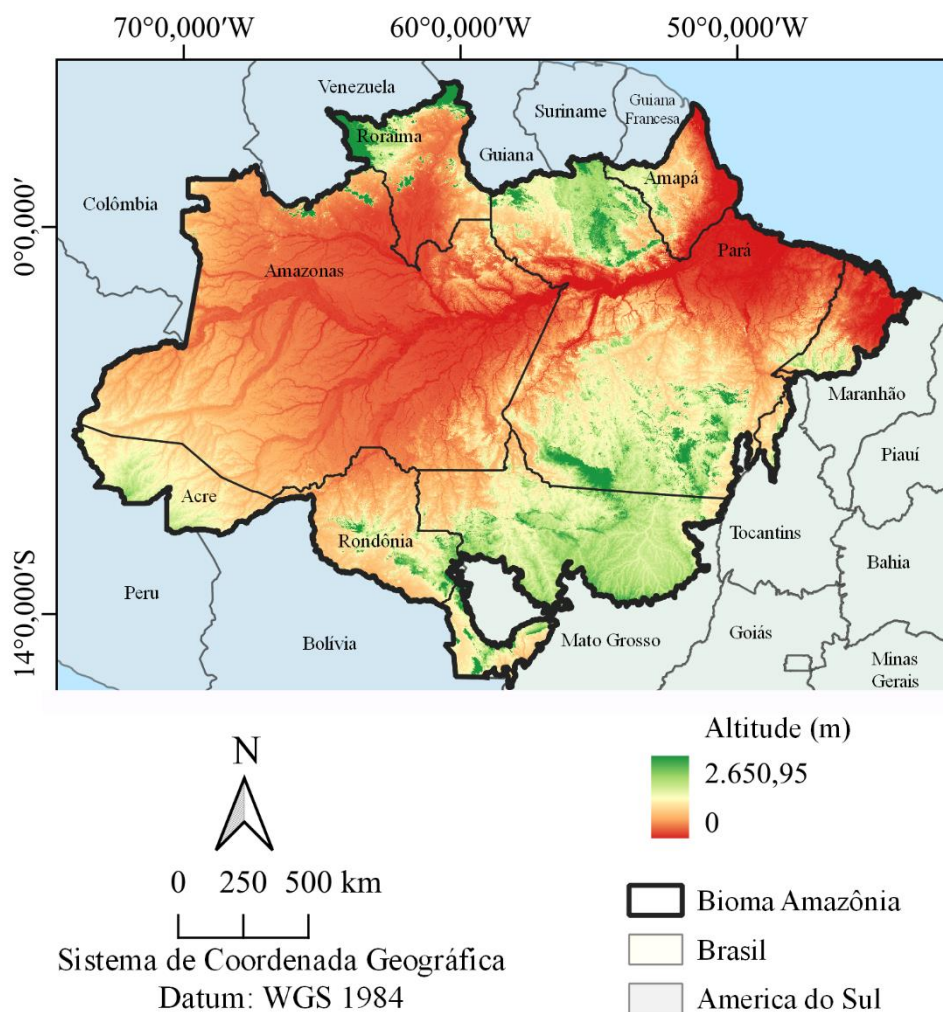 70°0,000′W
60°0,000′W
50°0,000′W
0°0,000′
14°0,000′S
Venezuela
Suriname
Guiana
Francesa
Roraima
Guiana
Amapá
Colômbia
Amazonas
Pará
Maranhão
Piauí
Acre
Rondônia
Tocantins
Bahia
Peru
Bolívia
Mato Grosso
Goiás
Minas
Gerais
N
0 250 500 km
Sistema de Coordenada Geográfica
Datum: WGS 1984
Altitude (m)
2.650,95
0
Bioma Amazônia
Brasil
America do Sul